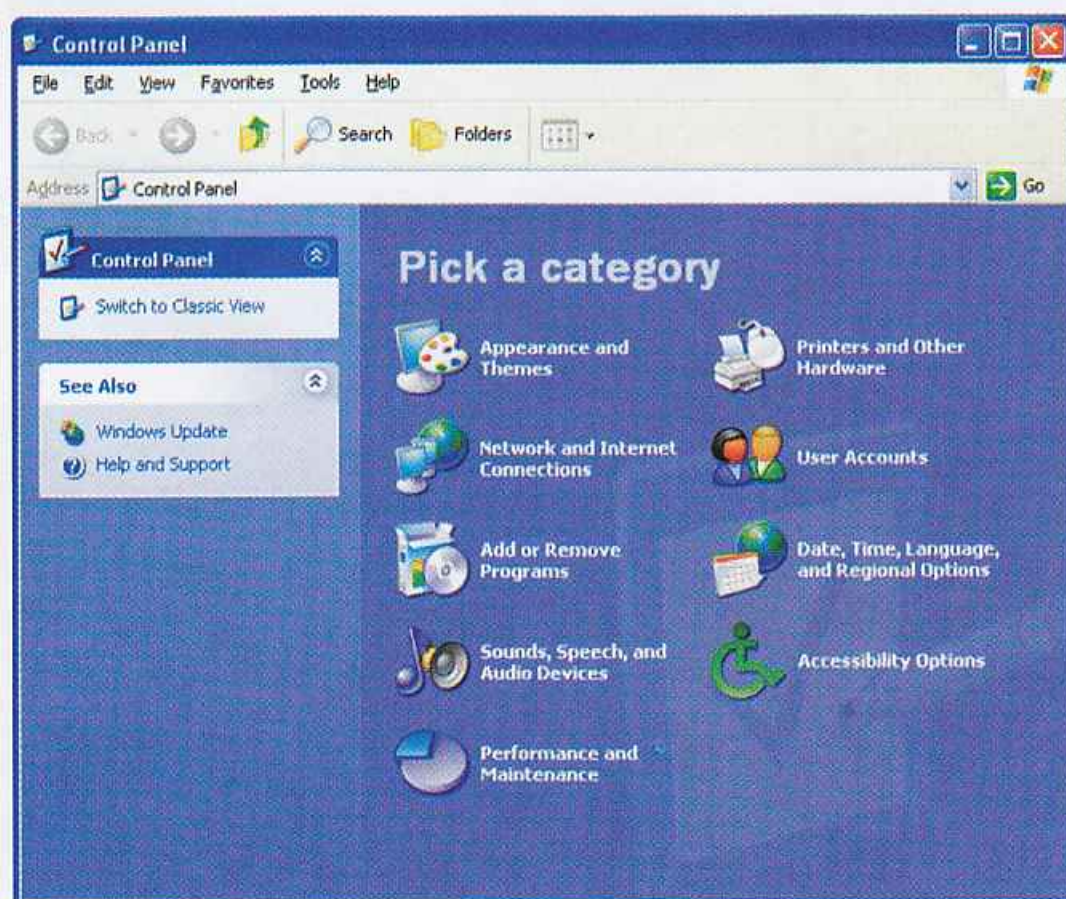 Control Panel
File Edit View Favorites Tools Help
Back Search Folders
Address Control Panel Go
Control Panel
Switch to Classic View
See Also
Windows Update
Help and Support
Pick a category
Appearance and
Themes
Printers and Other
Hardware
Network and Internet
Connections
User Accounts
Add or Remove
Programs
Date, Time, Language,
and Regional Options
Sounds, Speech, and
Audio Devices
Accessibility Options
Performance and
Maintenance